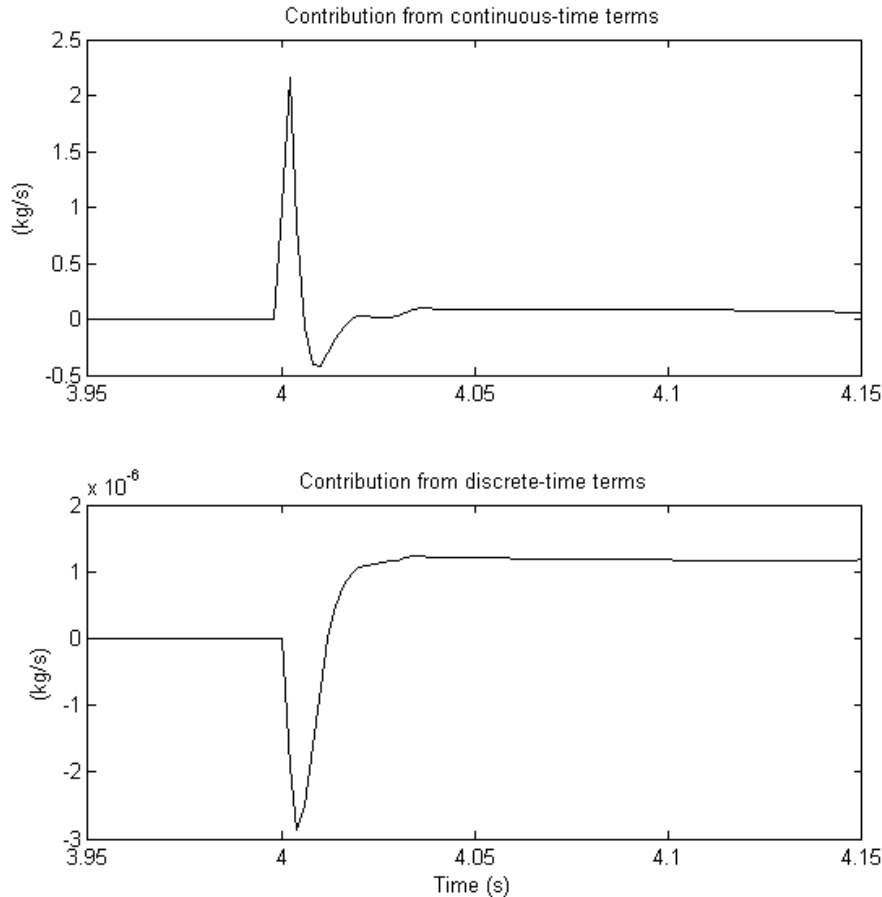 Contribution from continuous-time terms
2.5
2
1.5
1
0.5
0
-0.5
(kg/s)
3.95 4 4.05 4.1 4.15
Contribution from discrete-time terms
x 10^-6
2
1
0
-1
-2
-3
(kg/s)
3.95 4 4.05 4.1 4.15
Time (s)